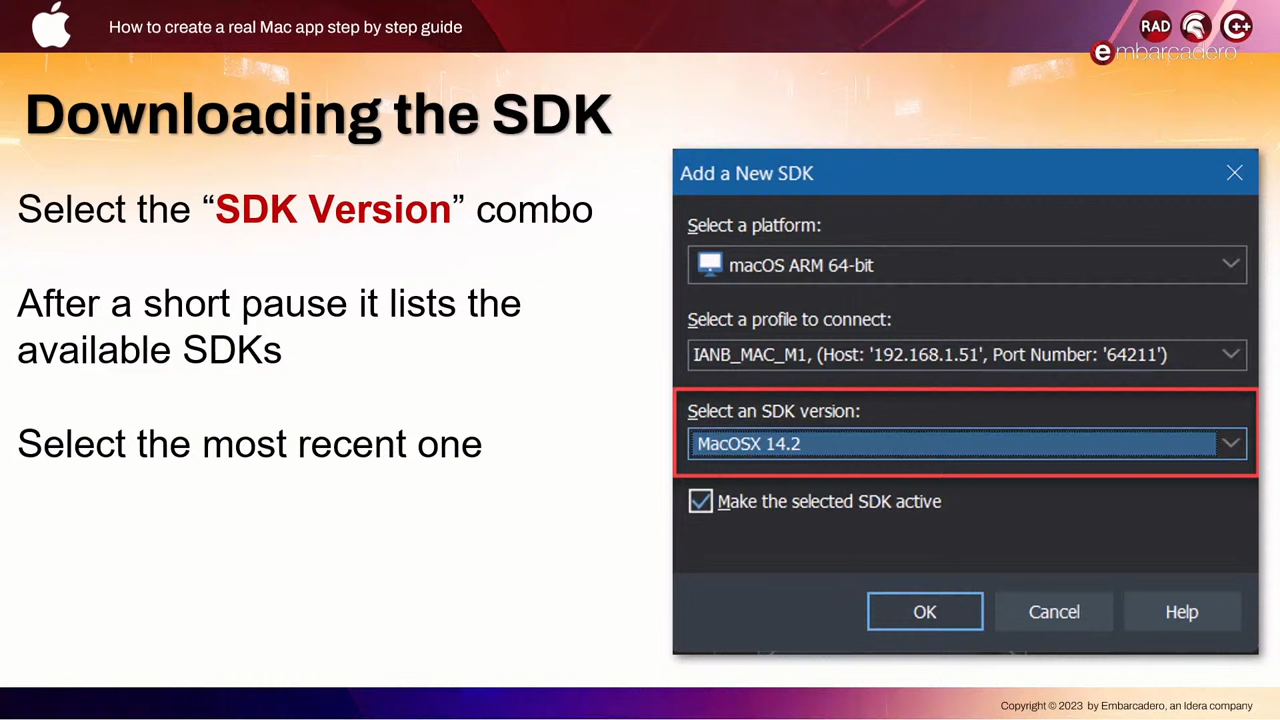 How to create a real Mac app step by step guide
RAD
C++
embarcadero
Downloading the SDK
Select the “SDK Version” combo
After a short pause it lists the
available SDKs
Select the most recent one
Add a New SDK
Select a platform:
macOS ARM 64-bit
Select a profile to connect:
IANB_MAC_M1, (Host: '192.168.1.51', Port Number: '64211')
Select an SDK version:
MacOSX 14.2
Make the selected SDK active
OK
Cancel
Help
Copyright © 2023 by Embarcadero, an Idera company